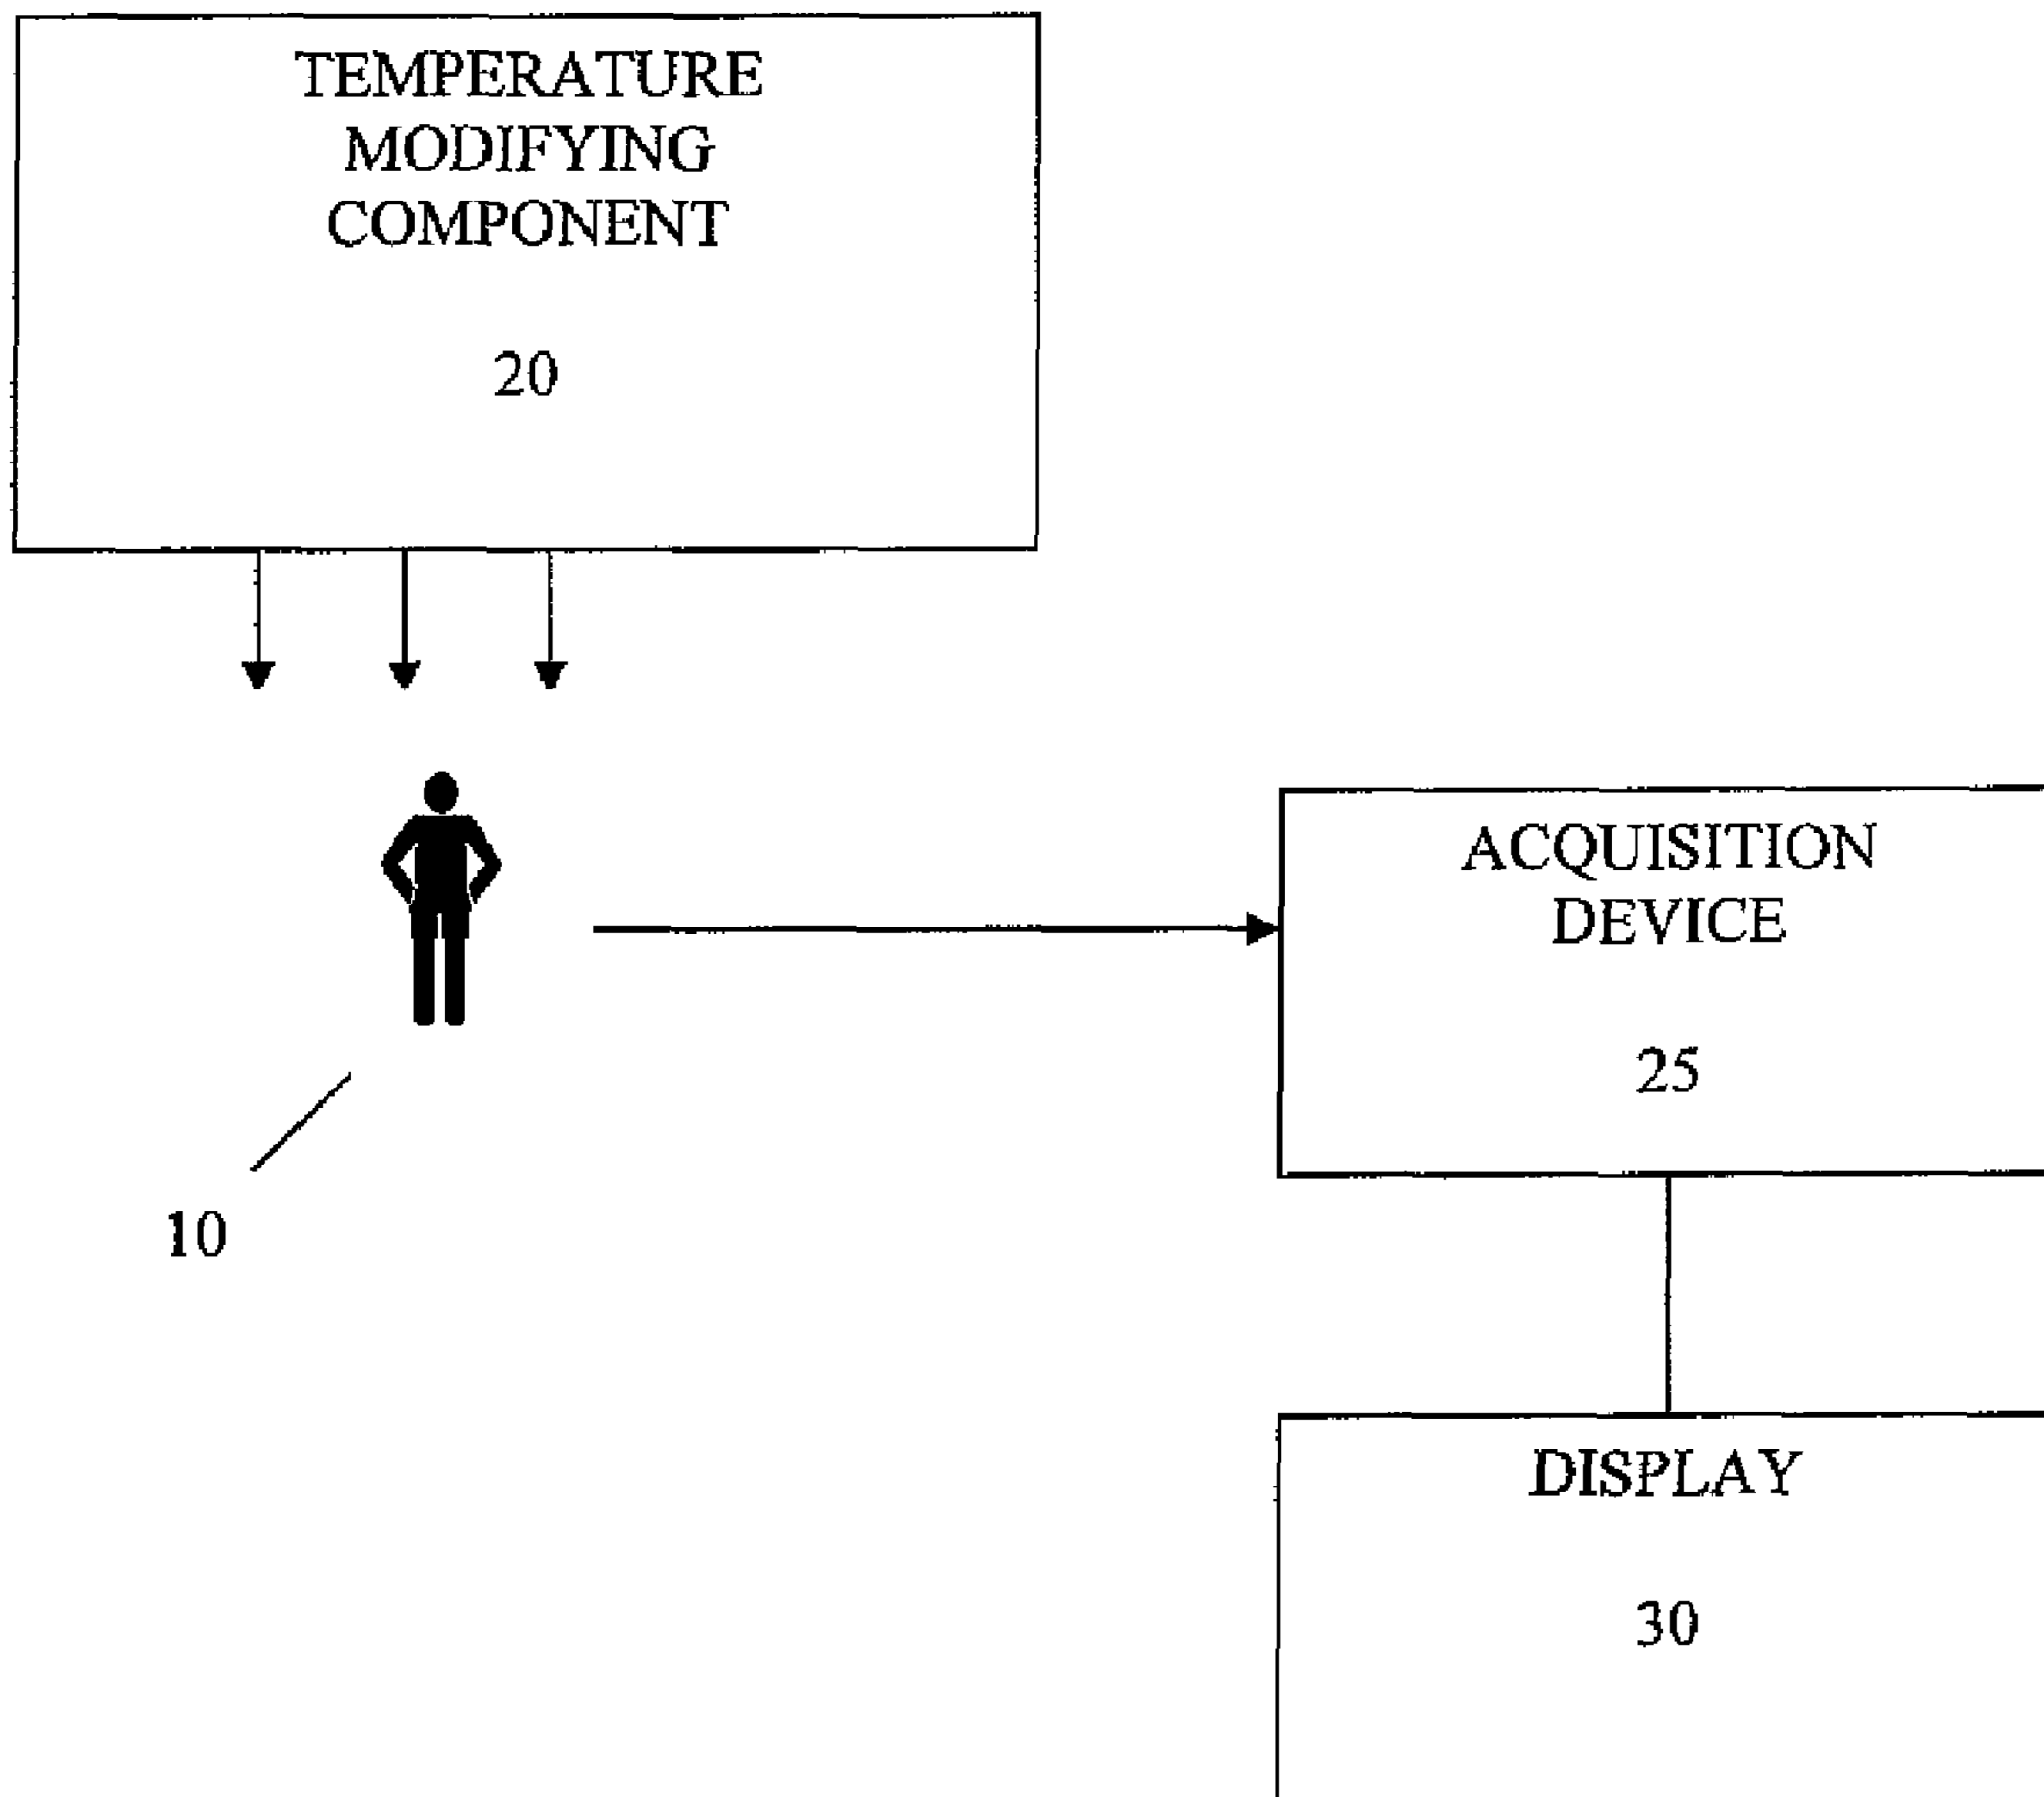 TEMPERATURE
MODIFYING
COMPONENT
20
ACQUISITION
DEVICE
25
10
DISPLAY
30